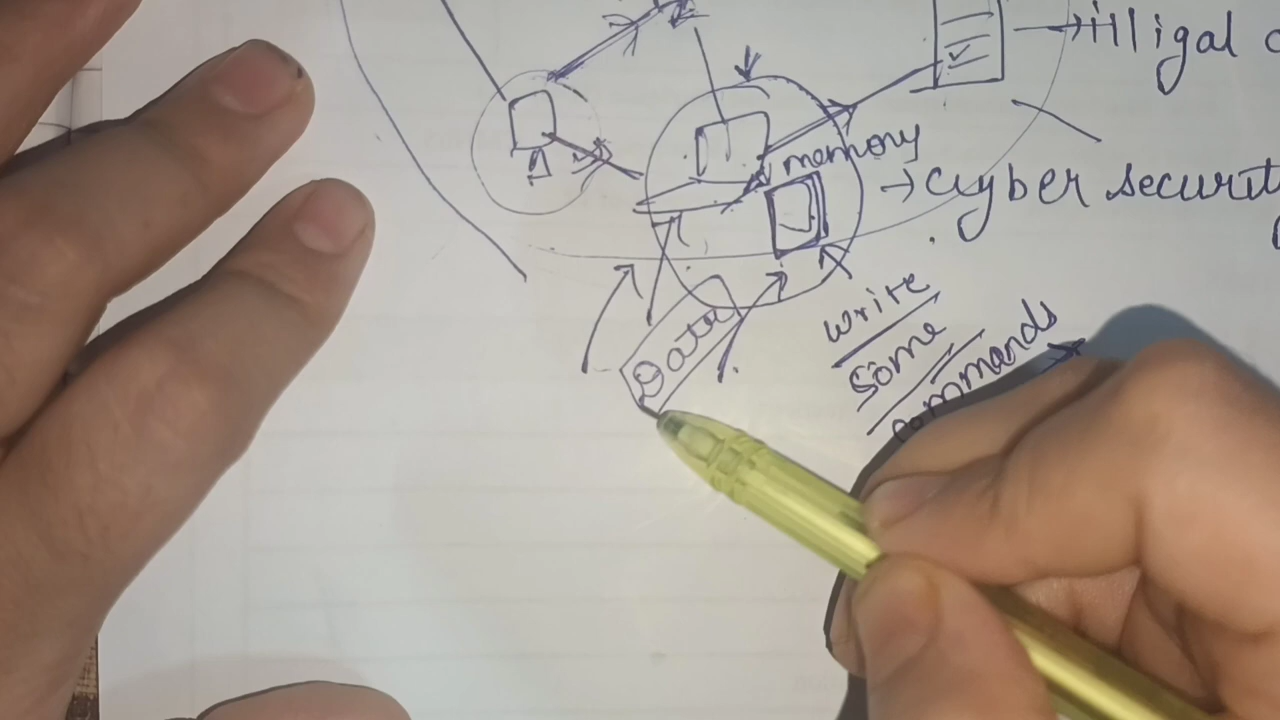 →illigal
memory
→Cyber securit
write
some
commands
Data